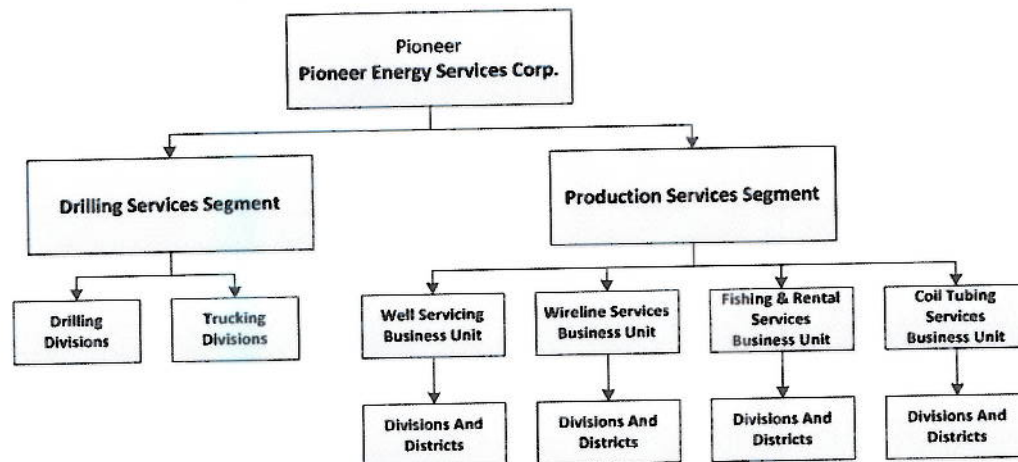 Pioneer
Pioneer Energy Services Corp.
Drilling Services Segment
Production Services Segment
Drilling
Divisions
Trucking
Divisions
Well Servicing
Business Unit
Wireline Services
Business Unit
Fishing & Rental
Services
Business Unit
Coil Tubing
Services
Business Unit
Divisions And
Districts
Divisions And
Districts
Divisions And
Districts
Divisions And
Districts